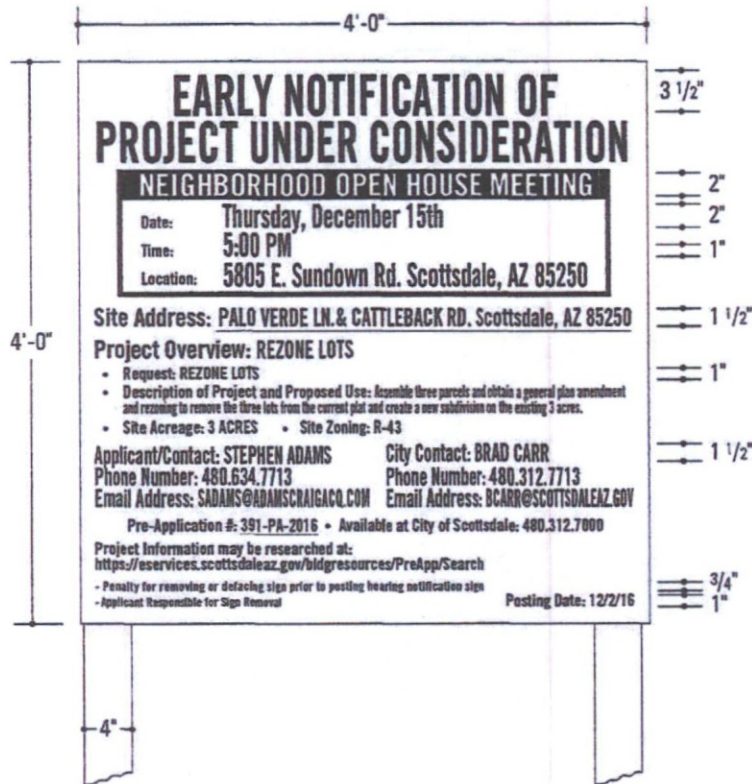 4'-0"
EARLY NOTIFICATION OF
PROJECT UNDER CONSIDERATION
NEIGHBORHOOD OPEN HOUSE MEETING
Date: Thursday, December 15th
Time: 5:00 PM
Location: 5805 E. Sundown Rd. Scottsdale, AZ 85250
Site Address: PALO VERDE LN.& CATTLEBACK RD. Scottsdale, AZ 85250
Project Overview: REZONE LOTS
• Request: REZONE LOTS
• Description of Project and Proposed Use: Assemble three parcels and obtain a general plan amendment
and rezoning to remove the three lots from the current plat and create a new subdivision on the existing 3 acres.
• Site Acreage: 3 ACRES • Site Zoning: R-43
Applicant/Contact: STEPHEN ADAMS City Contact: BRAD CARR
Phone Number: 480.634.7713 Phone Number: 480.312.7713
Email Address: SADAMS@ADAMSCRAIGACQ.COM Email Address: BCARR@SCOTTSDALEAZ.GOV
Pre-Application #: 391-PA-2016 • Available at City of Scottsdale: 480.312.7000
Project Information may be researched at:
https://eservices.scottsdaleaz.gov/bldgresources/PreApp/Search
- Penalty for removing or defacing sign prior to posting hearing notification sign
- Applicant Responsible for Sign Removal Posting Date: 12/2/16
4'-0"
3 1/2"
2"
2"
1"
1 1/2"
1"
1 1/2"
3/4"
1"
4"